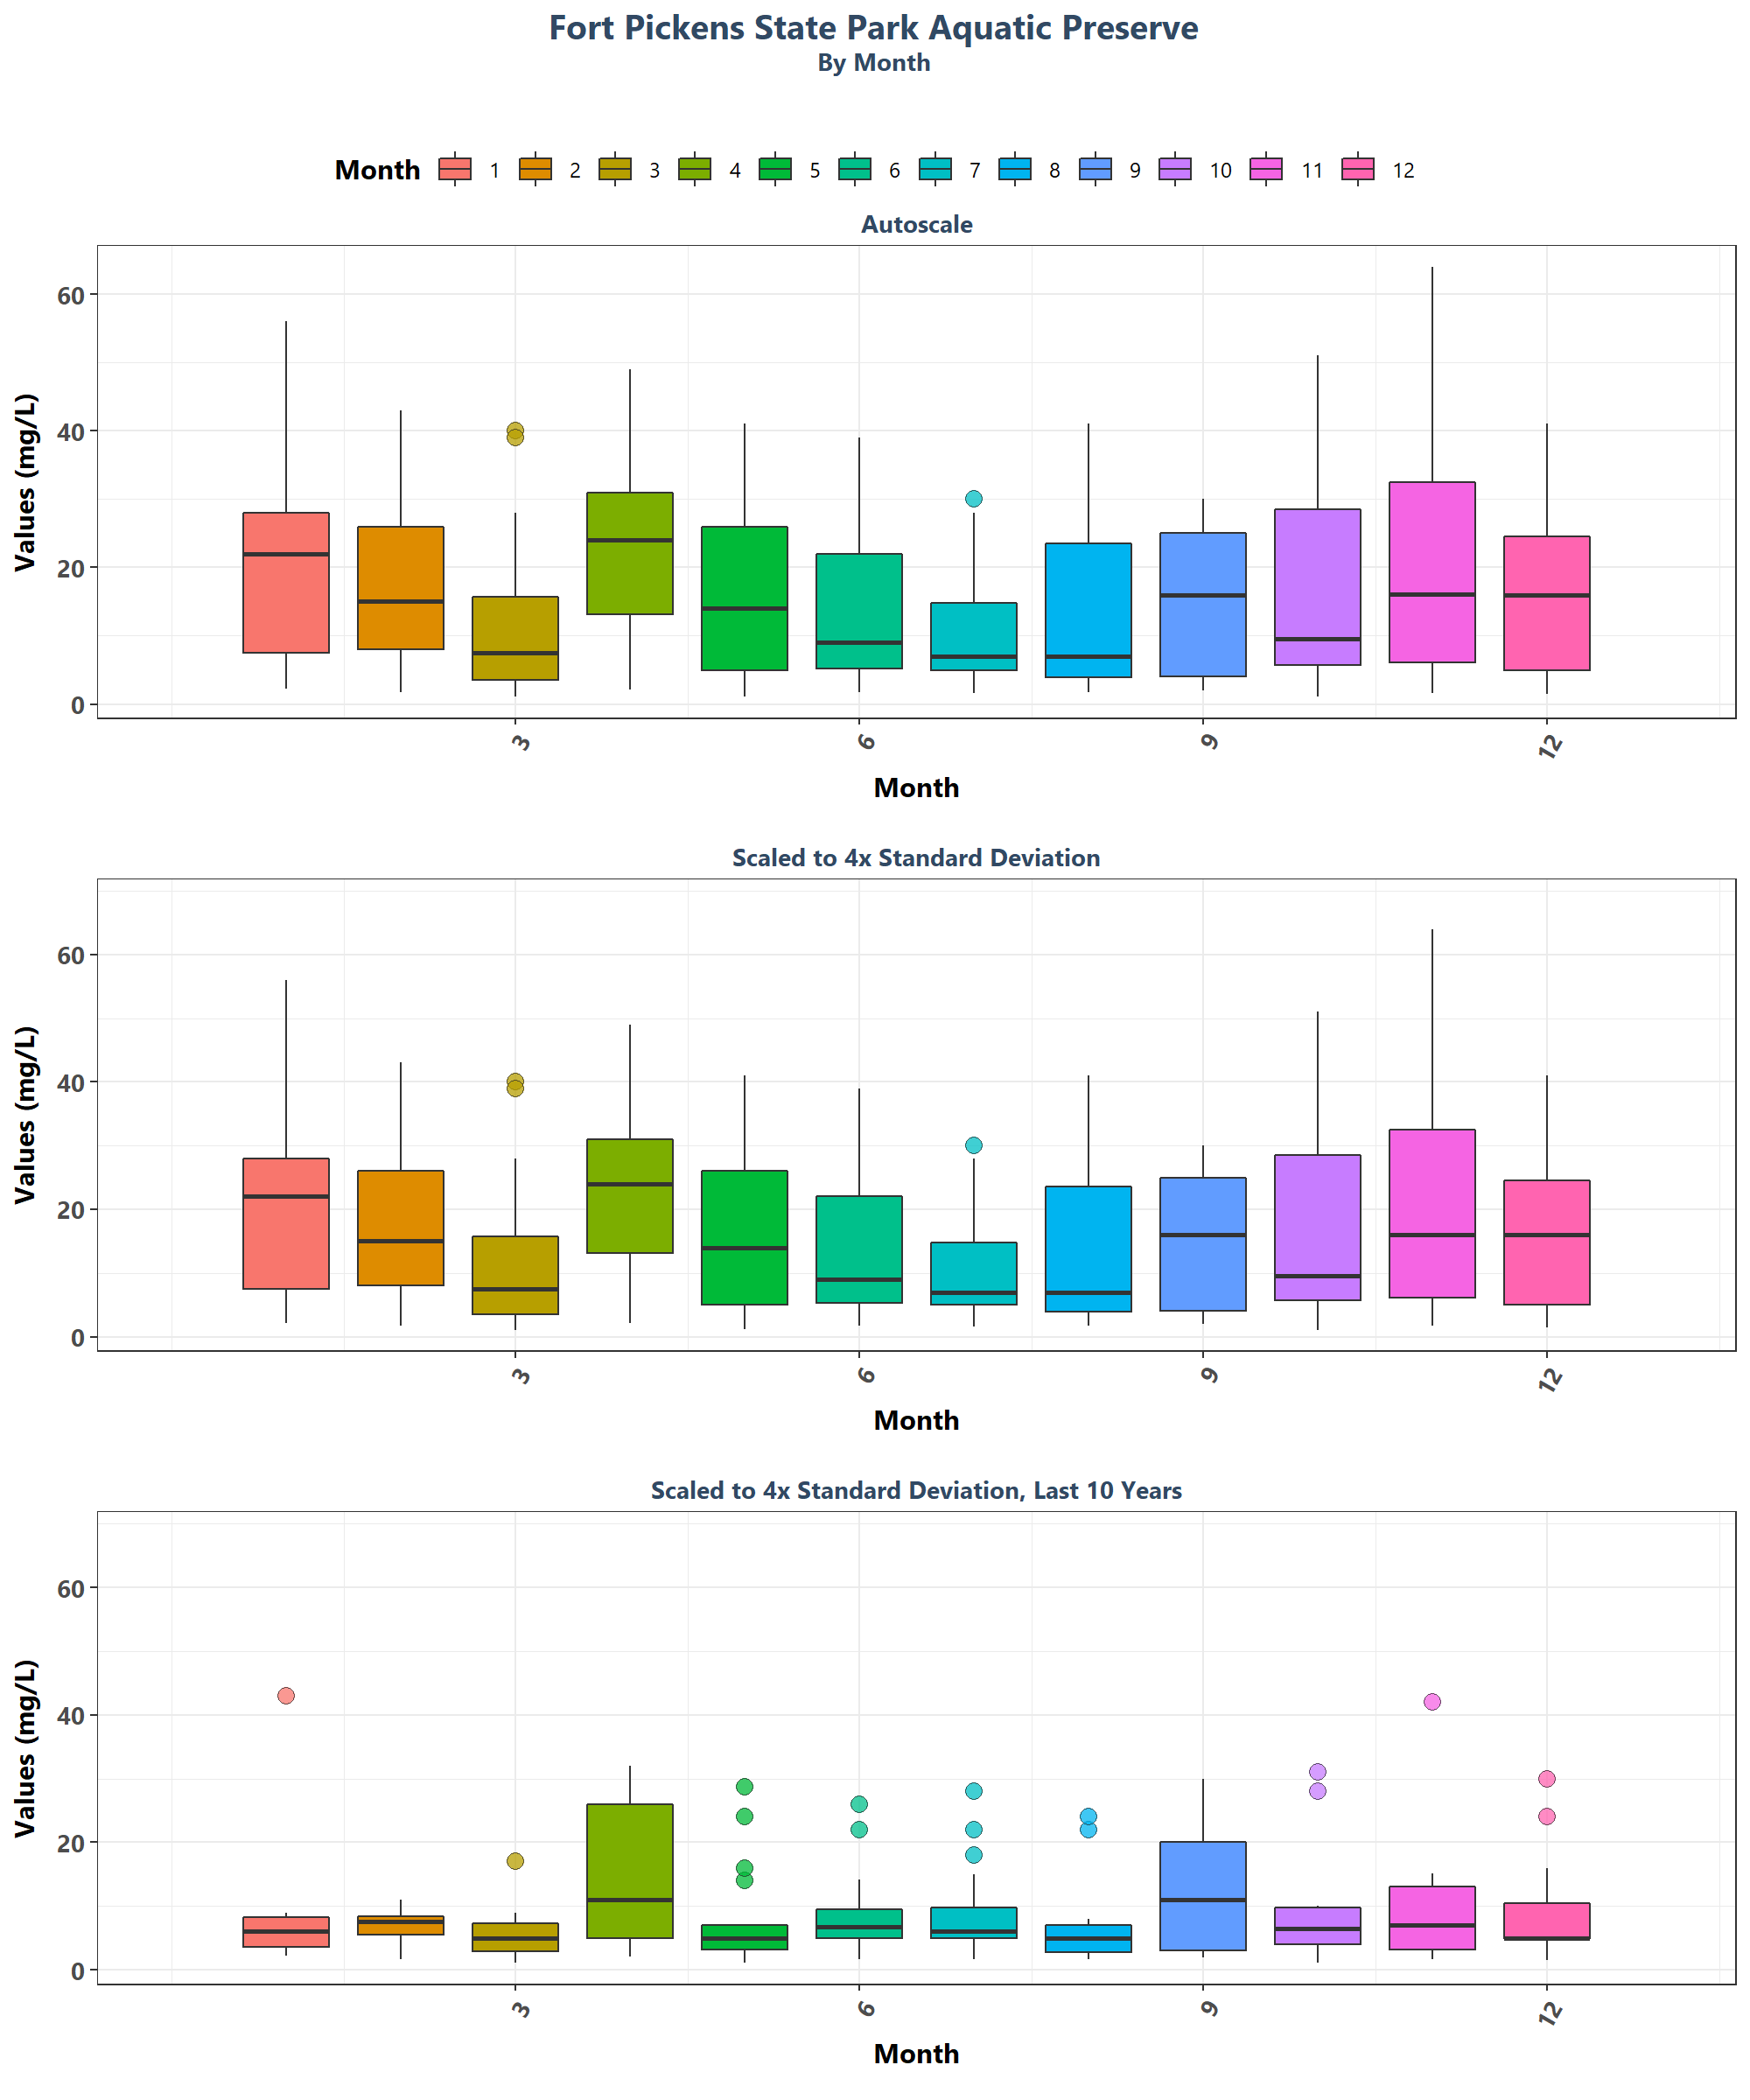 Fort Pickens State Park Aquatic Preserve
By Month
Month 1 2 3 4 5 6 7 8 9 10 11 12
Autoscale
Values (mg/L)
60
40
20
0
3 6 9 12
Month
Scaled to 4x Standard Deviation
Values (mg/L)
60
40
20
0
3 6 9 12
Month
Scaled to 4x Standard Deviation, Last 10 Years
Values (mg/L)
60
40
20
0
3 6 9 12
Month